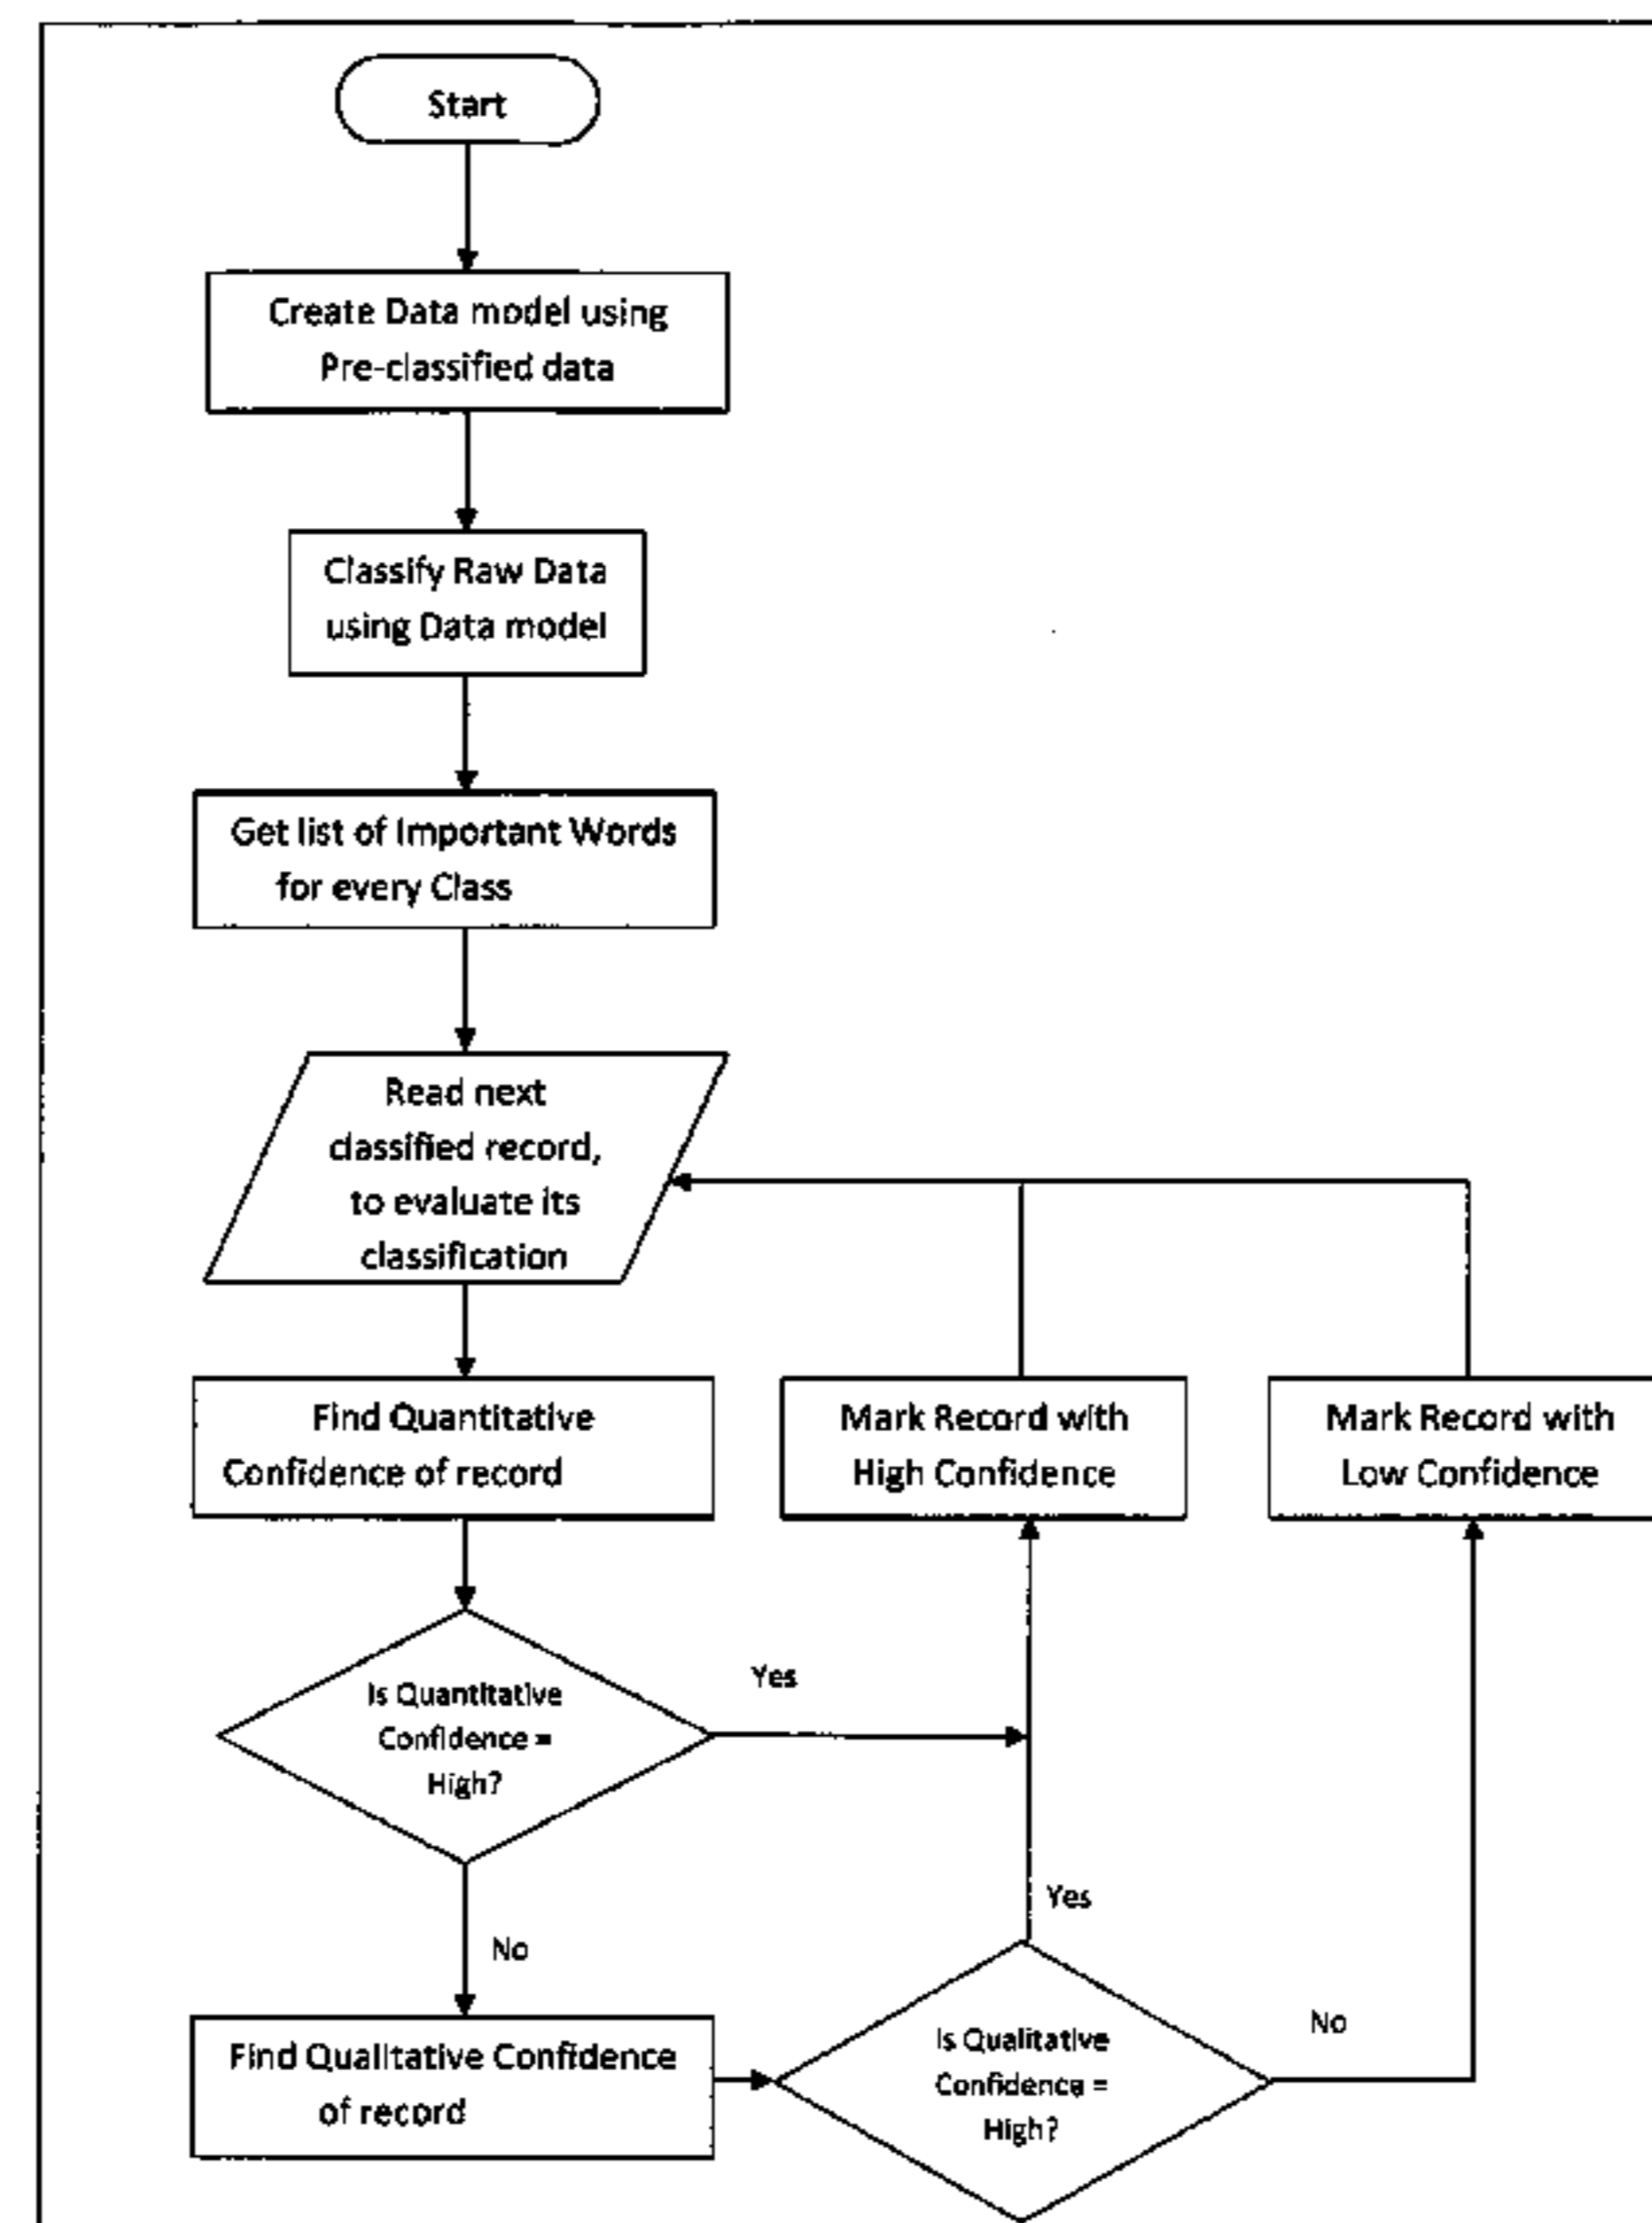 Start
Create Data model using
Pre-classified data
Classify Raw Data
using Data model
Get list of Important Words
for every Class
Read next
classified record,
to evaluate its
classification
Find Quantitative
Confidence of record
Mark Record with
High Confidence
Mark Record with
Low Confidence
Is Quantitative
Confidence =
High?
Yes
No
Yes
Find Qualitative Confidence
of record
Is Qualitative
Confidence =
High?
No